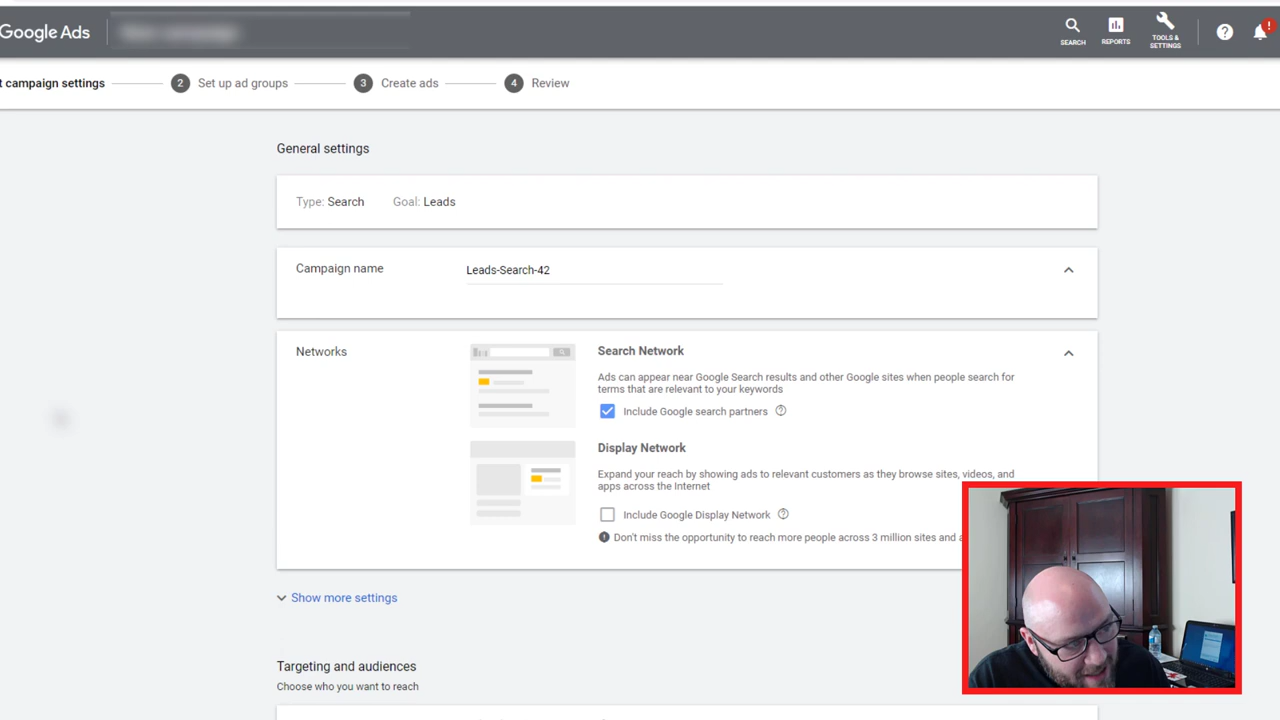 Google Ads
SEARCH
REPORTS
TOOLS &
SETTINGS
!
t campaign settings
2 Set up ad groups
3 Create ads
4 Review
General settings
Type: Search Goal: Leads
Campaign name
Leads-Search-42
Networks
Search Network
Ads can appear near Google Search results and other Google sites when people search for
terms that are relevant to your keywords
Include Google search partners
Display Network
Expand your reach by showing ads to relevant customers as they browse sites, videos, and
apps across the Internet
Include Google Display Network
Don't miss the opportunity to reach more people across 3 million sites and a
Show more settings
Targeting and audiences
Choose who you want to reach